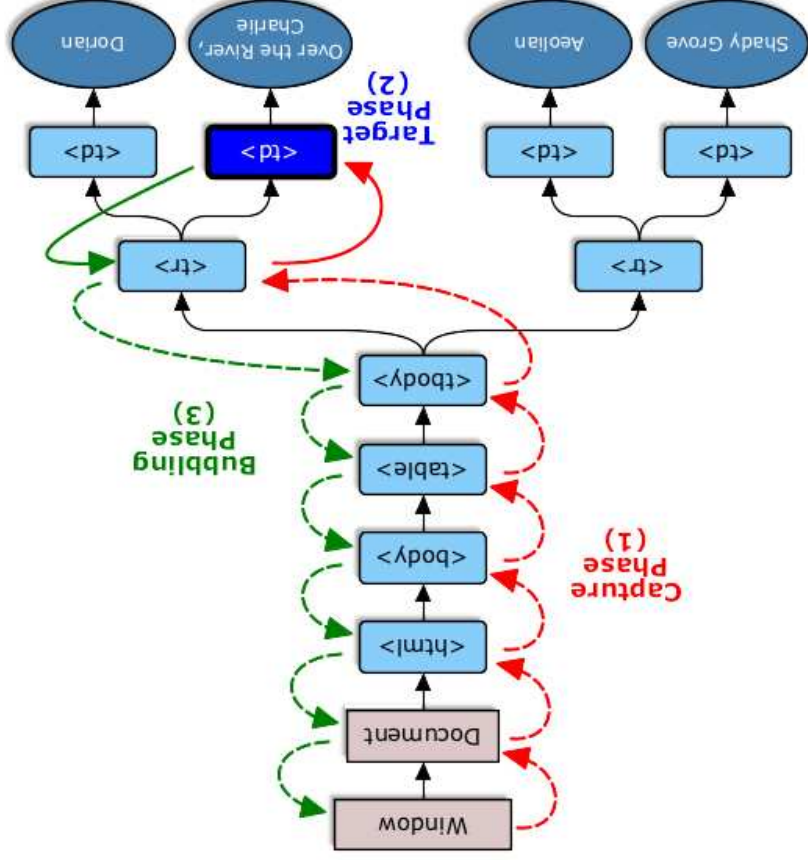 Window
Document
<html>
Capture
Phase
(1)
<body>
<table>
Bubbling
Phase
(3)
<tbody>
<tr>
<tr>
<td>
<td>
<td>
<td>
Target
Phase
(2)
Shady Grove
Aeolian
Over the River,
Charlie
Dorian